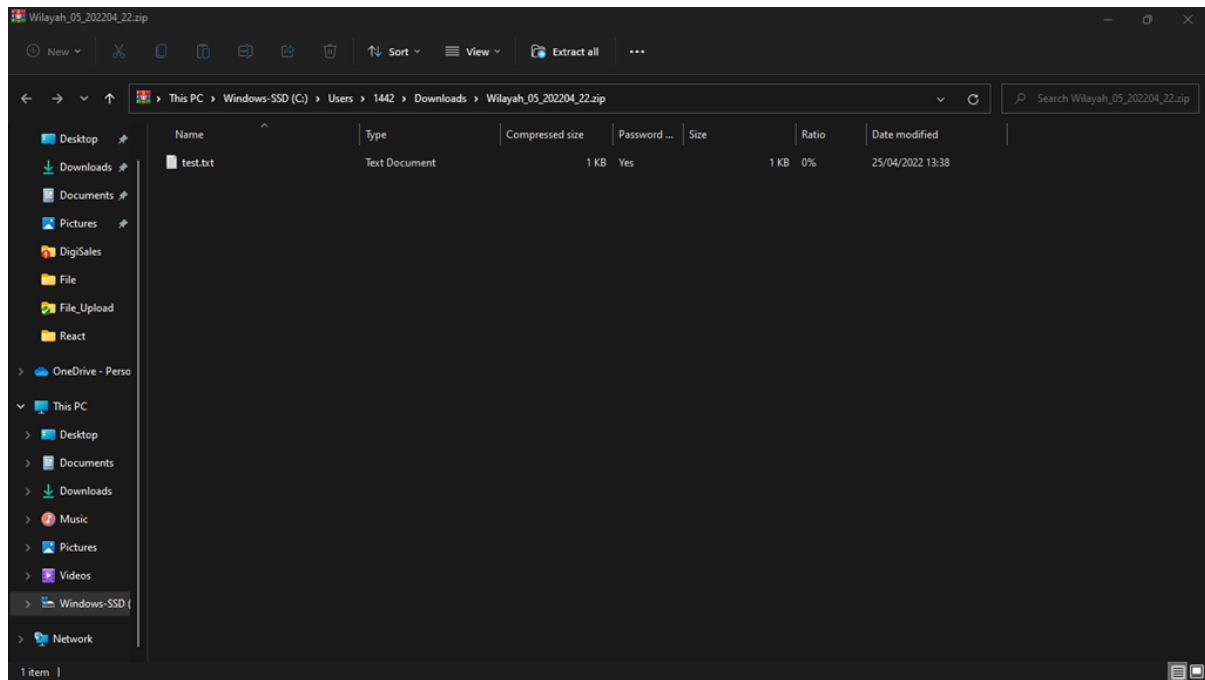 Wilayah_05_202204_22.zip
New
Sort
View
Extract all
This PC > Windows-SSD (C:) > Users > 1442 > Downloads > Wilayah_05_202204_22.zip
Search Wilayah_05_202204_22.zip
Name Type Compressed size Password ... Size Ratio Date modified
test.txt Text Document 1 KB Yes 1 KB 0% 25/04/2022 13:38
Desktop
Downloads
Documents
Pictures
DigiSales
File
File_Upload
React
OneDrive - Perso
This PC
Desktop
Documents
Downloads
Music
Pictures
Videos
Windows-SSD (
Network
1 item